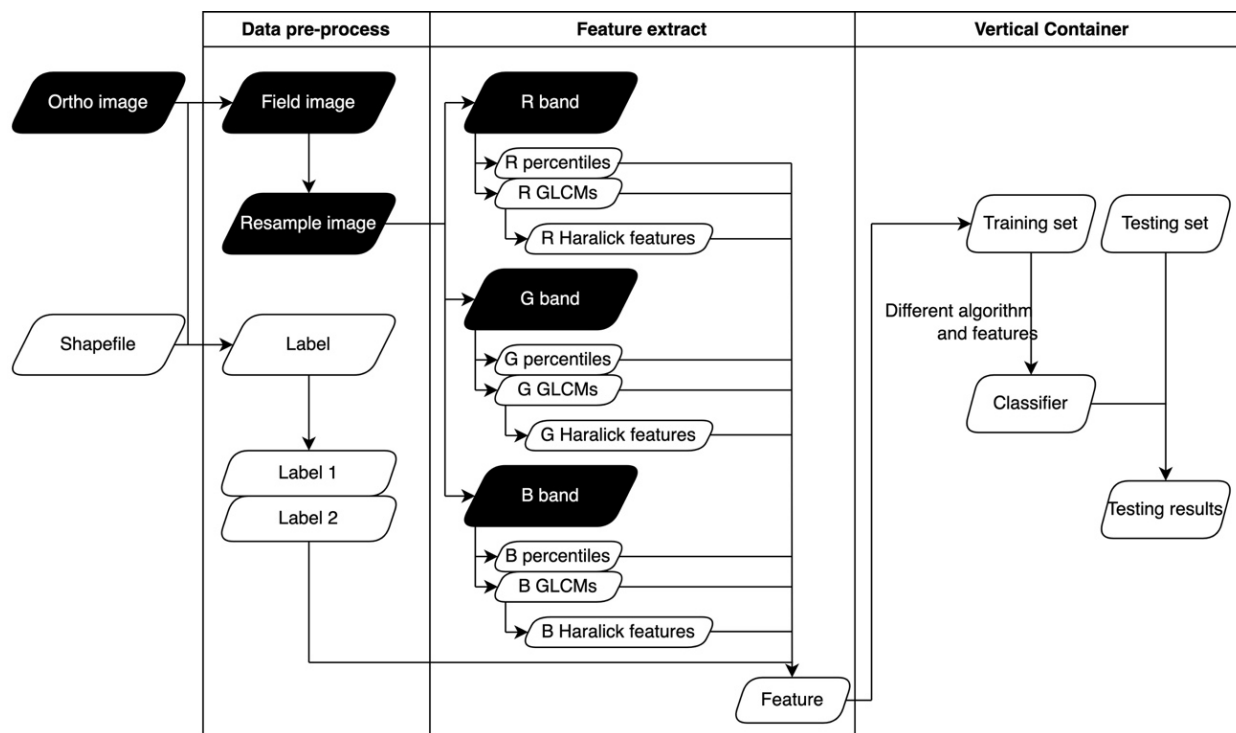 Data pre-process
Feature extract
Vertical Container
Ortho image
Field image
R band
R percentiles
R GLCMs
Resample image
R Haralick features
Training set
Testing set
G band
Different algorithm
and features
Shapefile
Label
G percentiles
G GLCMs
Classifier
G Haralick features
Label 1
B band
Label 2
Testing results
B percentiles
B GLCMs
B Haralick features
Feature